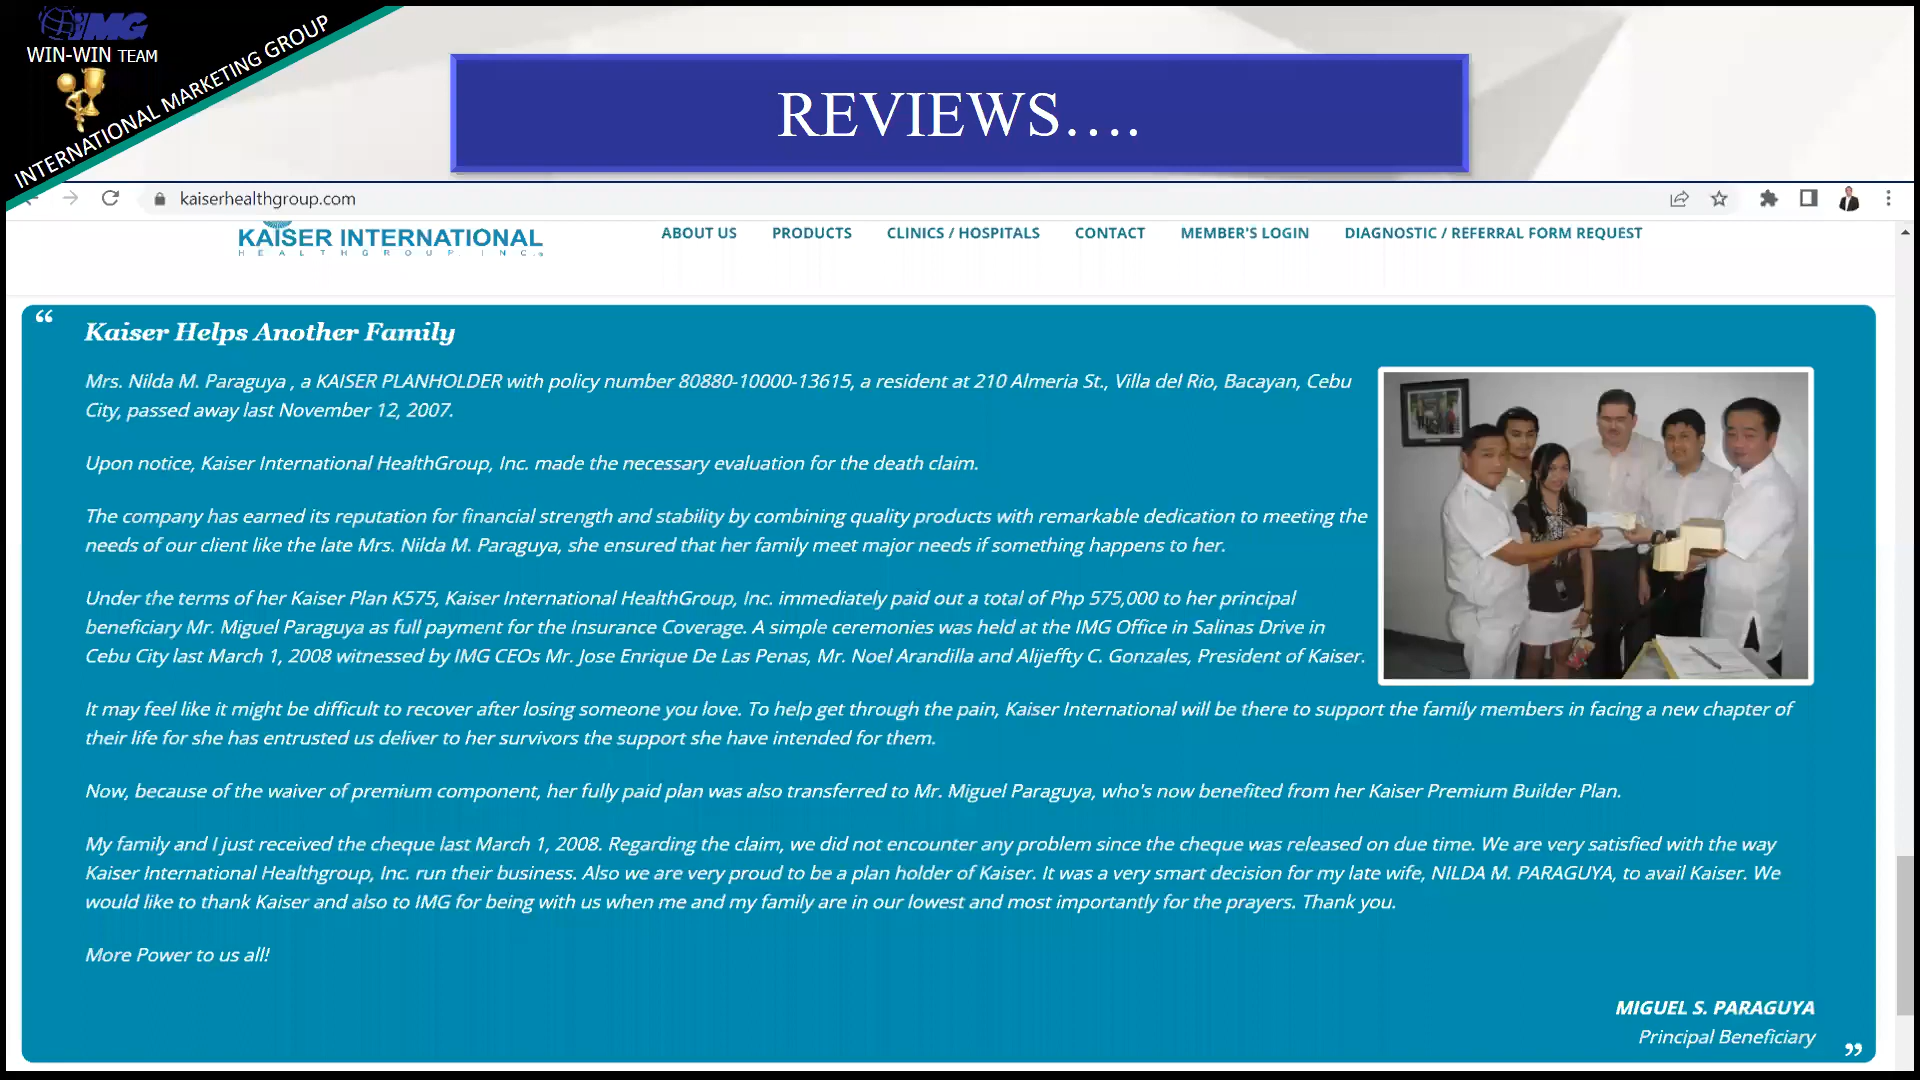 IMG
WIN-WIN TEAM
INTERNATIONAL MARKETING GROUP
REVIEWS....
kaiserhealthgroup.com
KAISER INTERNATIONAL
HEALTHGROUP, INC.
ABOUT US PRODUCTS CLINICS / HOSPITALS CONTACT MEMBER'S LOGIN DIAGNOSTIC / REFERRAL FORM REQUEST
“
Kaiser Helps Another Family
Mrs. Nilda M. Paraguya , a KAISER PLANHOLDER with policy number 80880-10000-13615, a resident at 210 Almeria St., Villa del Rio, Bacayan, Cebu
City, passed away last November 12, 2007.
Upon notice, Kaiser International HealthGroup, Inc. made the necessary evaluation for the death claim.
The company has earned its reputation for financial strength and stability by combining quality products with remarkable dedication to meeting the
needs of our client like the late Mrs. Nilda M. Paraguya, she ensured that her family meet major needs if something happens to her.
Under the terms of her Kaiser Plan K575, Kaiser International HealthGroup, Inc. immediately paid out a total of Php 575,000 to her principal
beneficiary Mr. Miguel Paraguya as full payment for the Insurance Coverage. A simple ceremonies was held at the IMG Office in Salinas Drive in
Cebu City last March 1, 2008 witnessed by IMG CEOs Mr. Jose Enrique De Las Penas, Mr. Noel Arandilla and Alijeffty C. Gonzales, President of Kaiser.
It may feel like it might be difficult to recover after losing someone you love. To help get through the pain, Kaiser International will be there to support the family members in facing a new chapter of
their life for she has entrusted us deliver to her survivors the support she have intended for them.
Now, because of the waiver of premium component, her fully paid plan was also transferred to Mr. Miguel Paraguya, who's now benefited from her Kaiser Premium Builder Plan.
My family and I just received the cheque last March 1, 2008. Regarding the claim, we did not encounter any problem since the cheque was released on due time. We are very satisfied with the way
Kaiser International Healthgroup, Inc. run their business. Also we are very proud to be a plan holder of Kaiser. It was a very smart decision for my late wife, NILDA M. PARAGUYA, to avail Kaiser. We
would like to thank Kaiser and also to IMG for being with us when me and my family are in our lowest and most importantly for the prayers. Thank you.
More Power to us all!
MIGUEL S. PARAGUYA
Principal Beneficiary
”